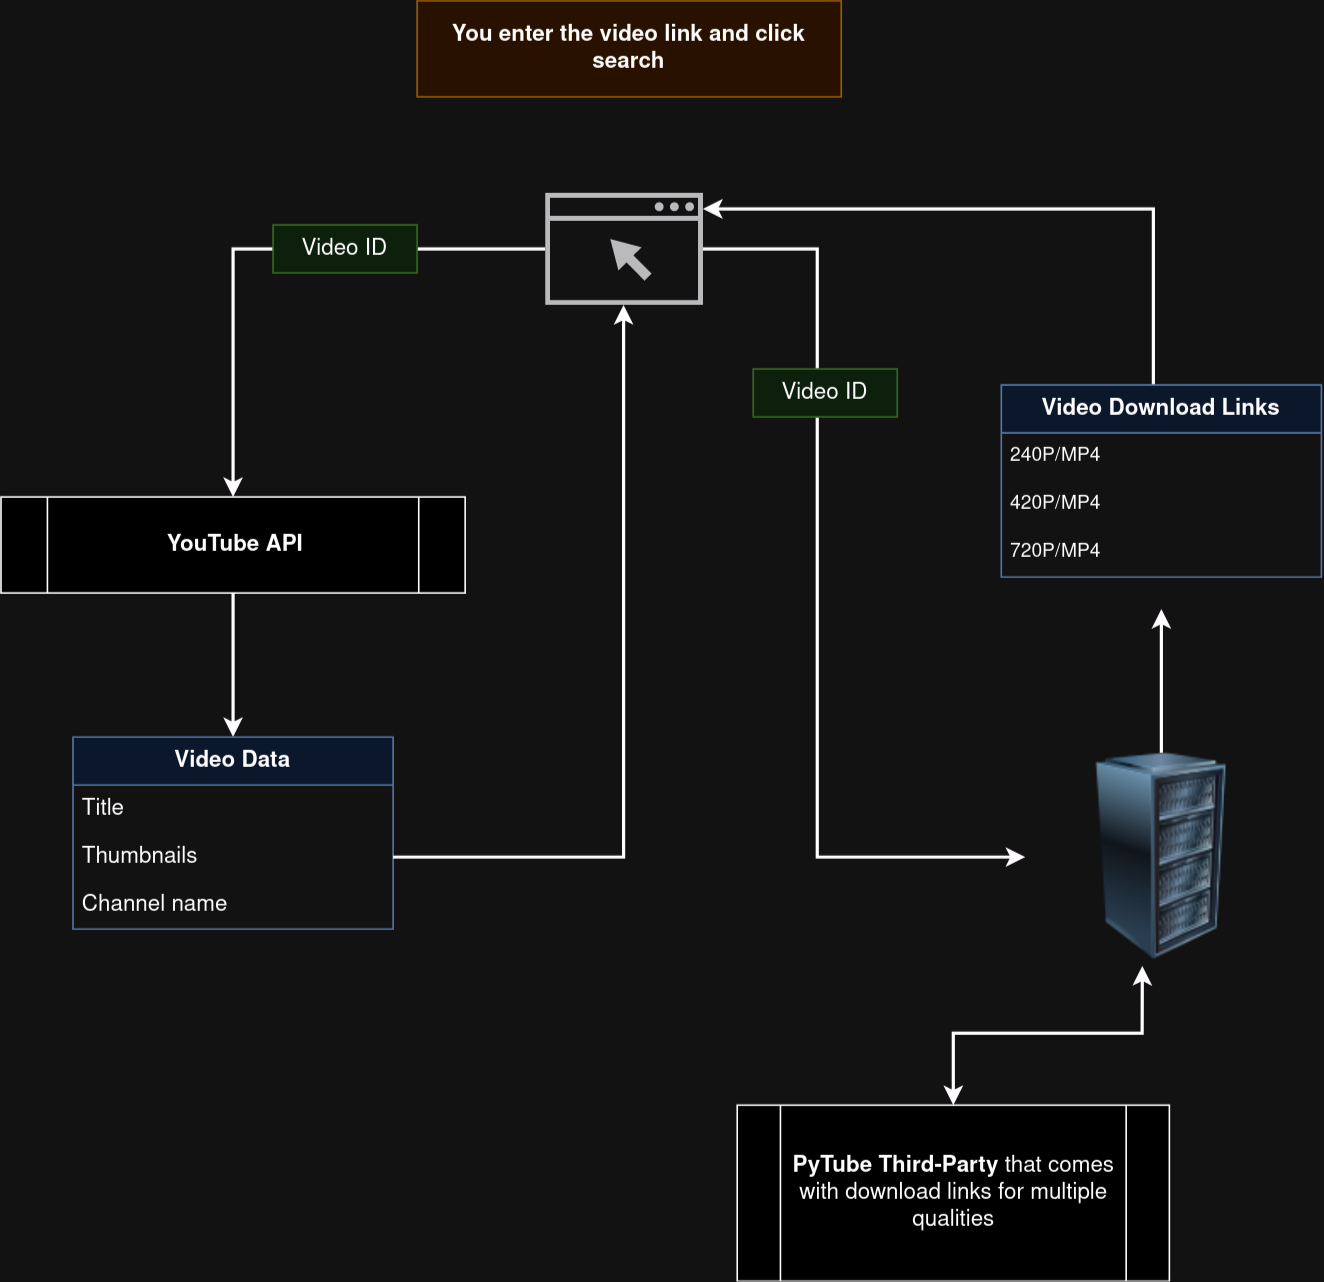 You enter the video link and click
search
Video ID
Video ID
Video Download Links
240P/MP4
420P/MP4
720P/MP4
YouTube API
Video Data
Title
Thumbnails
Channel name
PyTube Third-Party that comes
with download links for multiple
qualities